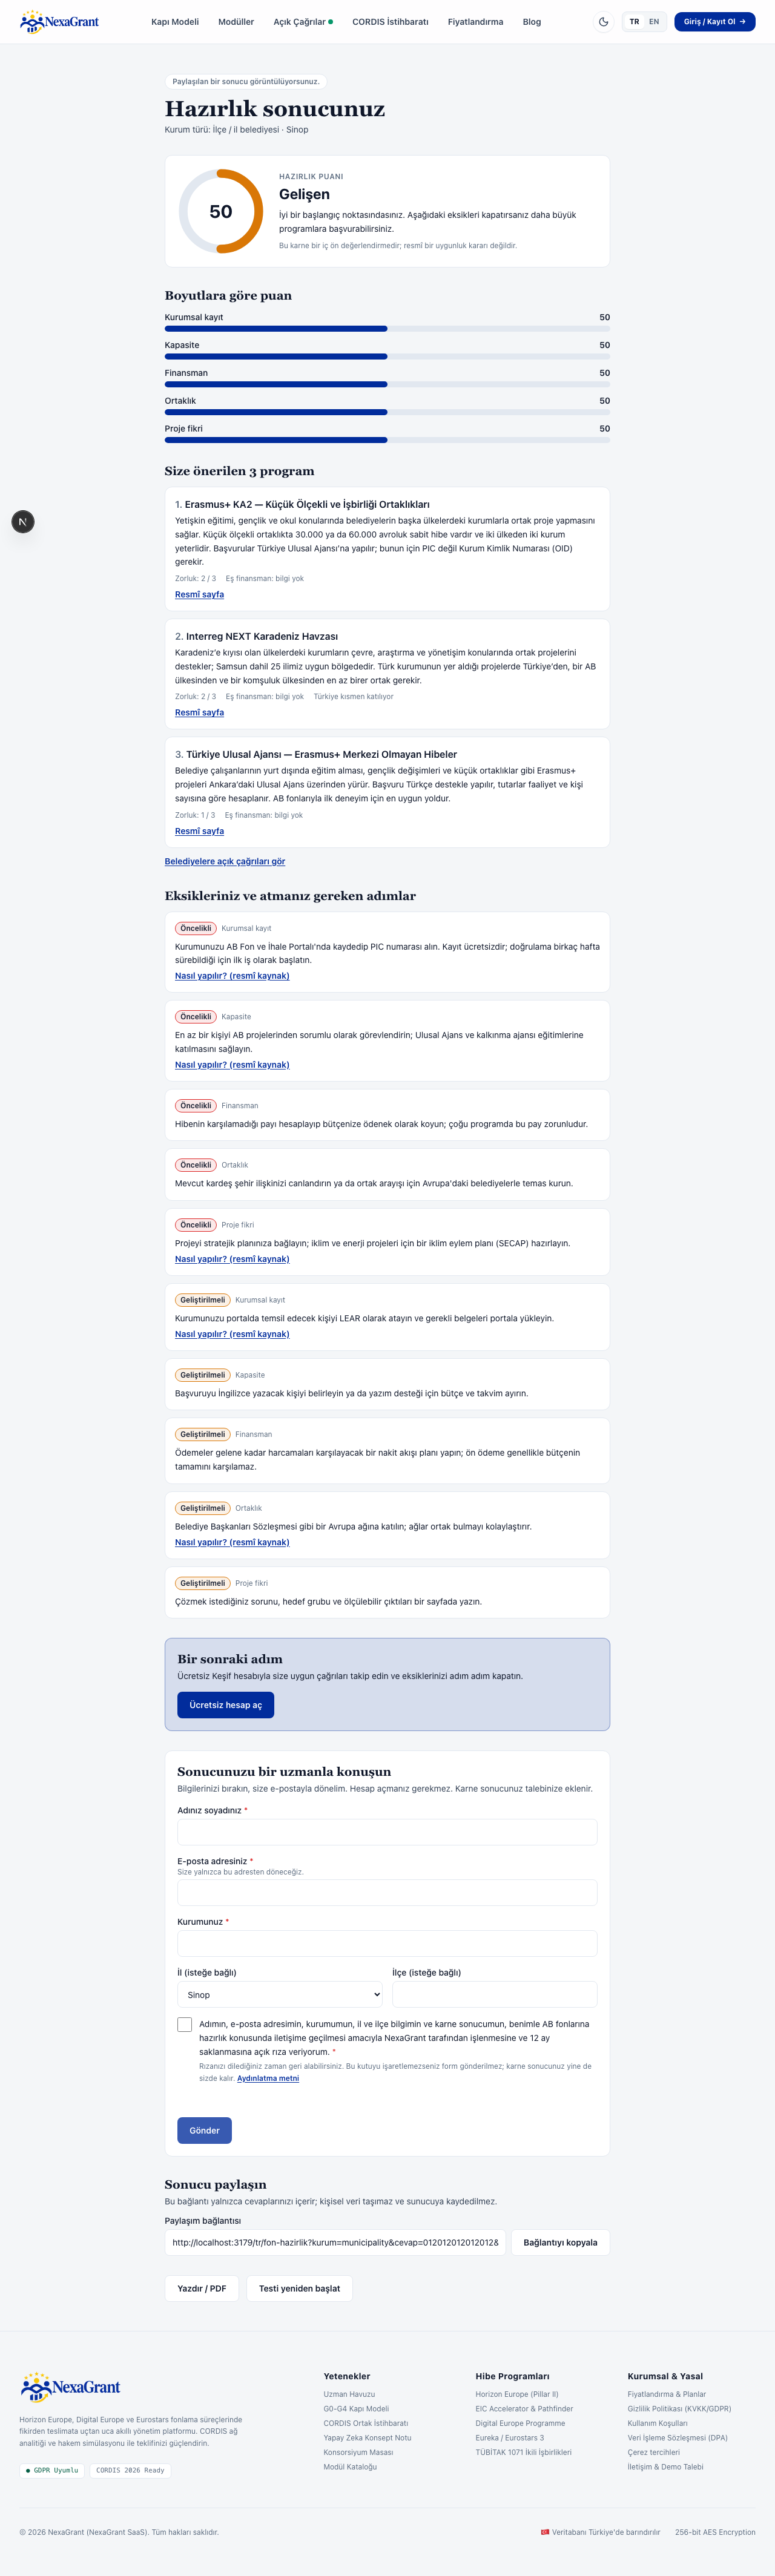 NexaGrant
Kapı Modeli
Modüller
Açık Çağrılar
CORDIS İstihbaratı
Fiyatlandırma
Blog
TR
EN
Giriş / Kayıt Ol →
Paylaşılan bir sonucu görüntülüyorsunuz.
Hazırlık sonucunuz
Kurum türü: İlçe / il belediyesi · Sinop
50
HAZIRLIK PUANI
Gelişen
İyi bir başlangıç noktasındasınız. Aşağıdaki eksikleri kapatırsanız daha büyük
programlara başvurabilirsiniz.
Bu karne bir iç ön değerlendirmedir; resmî bir uygunluk kararı değildir.
Boyutlara göre puan
Kurumsal kayıt 50
Kapasite 50
Finansman 50
Ortaklık 50
Proje fikri 50
Size önerilen 3 program
1. Erasmus+ KA2 — Küçük Ölçekli ve İşbirliği Ortaklıkları
Yetişkin eğitimi, gençlik ve okul konularında belediyelerin başka ülkelerdeki kurumlarla ortak proje yapmasını
sağlar. Küçük ölçekli ortaklıkta 30.000 ya da 60.000 avroluk sabit hibe vardır ve iki ülkeden iki kurum
yeterlidir. Başvurular Türkiye Ulusal Ajansı'na yapılır; bunun için PIC değil Kurum Kimlik Numarası (OID)
gerekir.
Zorluk: 2 / 3 Eş finansman: bilgi yok
Resmî sayfa
2. Interreg NEXT Karadeniz Havzası
Karadeniz'e kıyısı olan ülkelerdeki kurumların çevre, araştırma ve yönetişim konularında ortak projelerini
destekler; Samsun dahil 25 ilimiz uygun bölgededir. Türk kurumunun yer aldığı projelerde Türkiye'den, bir AB
ülkesinden ve bir komşuluk ülkesinden en az birer ortak gerekir.
Zorluk: 2 / 3 Eş finansman: bilgi yok Türkiye kısmen katılıyor
Resmî sayfa
3. Türkiye Ulusal Ajansı — Erasmus+ Merkezi Olmayan Hibeler
Belediye çalışanlarının yurt dışında eğitim alması, gençlik değişimleri ve küçük ortaklıklar gibi Erasmus+
projeleri Ankara'daki Ulusal Ajans üzerinden yürür. Başvuru Türkçe destekle yapılır, tutarlar faaliyet ve kişi
sayısına göre hesaplanır. AB fonlarıyla ilk deneyim için en uygun yoldur.
Zorluk: 1 / 3 Eş finansman: bilgi yok
Resmî sayfa
Belediyelere açık çağrıları gör
Eksikleriniz ve atmanız gereken adımlar
Öncelikli Kurumsal kayıt
Kurumunuzu AB Fon ve İhale Portalı'nda kaydedip PIC numarası alın. Kayıt ücretsizdir; doğrulama birkaç hafta
sürebildiği için ilk iş olarak başlatın.
Nasıl yapılır? (resmî kaynak)
Öncelikli Kapasite
En az bir kişiyi AB projelerinden sorumlu olarak görevlendirin; Ulusal Ajans ve kalkınma ajansı eğitimlerine
katılmasını sağlayın.
Nasıl yapılır? (resmî kaynak)
Öncelikli Finansman
Hibenin karşılamadığı payı hesaplayıp bütçenize ödenek olarak koyun; çoğu programda bu pay zorunludur.
Öncelikli Ortaklık
Mevcut kardeş şehir ilişkinizi canlandırın ya da ortak arayışı için Avrupa'daki belediyelerle temas kurun.
Öncelikli Proje fikri
Projeyi stratejik planınıza bağlayın; iklim ve enerji projeleri için bir iklim eylem planı (SECAP) hazırlayın.
Nasıl yapılır? (resmî kaynak)
Geliştirilmeli Kurumsal kayıt
Kurumunuzu portalda temsil edecek kişiyi LEAR olarak atayın ve gerekli belgeleri portala yükleyin.
Nasıl yapılır? (resmî kaynak)
Geliştirilmeli Kapasite
Başvuruyu İngilizce yazacak kişiyi belirleyin ya da yazım desteği için bütçe ve takvim ayırın.
Geliştirilmeli Finansman
Ödemeler gelene kadar harcamaları karşılayacak bir nakit akışı planı yapın; ön ödeme genellikle bütçenin
tamamını karşılamaz.
Geliştirilmeli Ortaklık
Belediye Başkanları Sözleşmesi gibi bir Avrupa ağına katılın; ağlar ortak bulmayı kolaylaştırır.
Nasıl yapılır? (resmî kaynak)
Geliştirilmeli Proje fikri
Çözmek istediğiniz sorunu, hedef grubu ve ölçülebilir çıktıları bir sayfada yazın.
Bir sonraki adım
Ücretsiz Keşif hesabıyla size uygun çağrıları takip edin ve eksiklerinizi adım adım kapatın.
Ücretsiz hesap aç
Sonucunuzu bir uzmanla konuşun
Bilgilerinizi bırakın, size e-postayla dönelim. Hesap açmanız gerekmez. Karne sonucunuz talebinize eklenir.
Adınız soyadınız *
E-posta adresiniz *
Size yalnızca bu adresten döneceğiz.
Kurumunuz *
İl (isteğe bağlı)
İlçe (isteğe bağlı)
Sinop
Adımın, e-posta adresimin, kurumumun, il ve ilçe bilgimin ve karne sonucumun, benimle AB fonlarına
hazırlık konusunda iletişime geçilmesi amacıyla NexaGrant tarafından işlenmesine ve 12 ay
saklanmasına açık rıza veriyorum. *
Rızanızı dilediğiniz zaman geri alabilirsiniz. Bu kutuyu işaretlemezseniz form gönderilmez; karne sonucunuz yine de
sizde kalır. Aydınlatma metni
Gönder
Sonucu paylaşın
Bu bağlantı yalnızca cevaplarınızı içerir; kişisel veri taşımaz ve sunucuya kaydedilmez.
Paylaşım bağlantısı
http://localhost:3179/tr/fon-hazirlik?kurum=municipality&cevap=012012012012012&
Bağlantıyı kopyala
Yazdır / PDF
Testi yeniden başlat
NexaGrant
Horizon Europe, Digital Europe ve Eurostars fonlama süreçlerinde
fikirden teslimata uçtan uca akıllı yönetim platformu. CORDIS ağ
analitiği ve hakem simülasyonu ile teklifinizi güçlendirin.
GDPR Uyumlu
CORDIS 2026 Ready
Yetenekler
Uzman Havuzu
G0-G4 Kapı Modeli
CORDIS Ortak İstihbaratı
Yapay Zeka Konsept Notu
Konsorsiyum Masası
Modül Kataloğu
Hibe Programları
Horizon Europe (Pillar II)
EIC Accelerator & Pathfinder
Digital Europe Programme
Eureka / Eurostars 3
TÜBİTAK 1071 İkili İşbirlikleri
Kurumsal & Yasal
Fiyatlandırma & Planlar
Gizlilik Politikası (KVKK/GDPR)
Kullanım Koşulları
Veri İşleme Sözleşmesi (DPA)
Çerez tercihleri
İletişim & Demo Talebi
© 2026 NexaGrant (NexaGrant SaaS). Tüm hakları saklıdır.
Veritabanı Türkiye'de barındırılır
256-bit AES Encryption